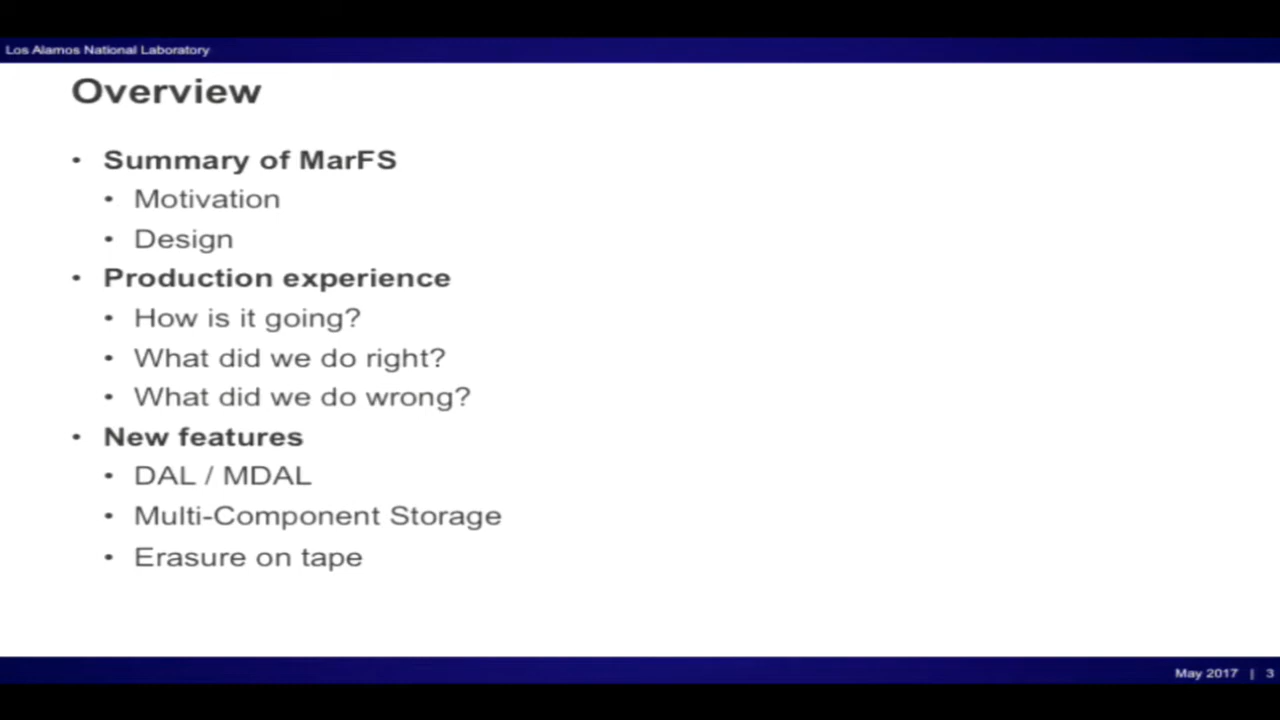 Los Alamos National Laboratory
Overview
• Summary of MarFS
• Motivation
• Design
• Production experience
• How is it going?
• What did we do right?
• What did we do wrong?
• New features
• DAL / MDAL
• Multi-Component Storage
• Erasure on tape
May 2017 | 3